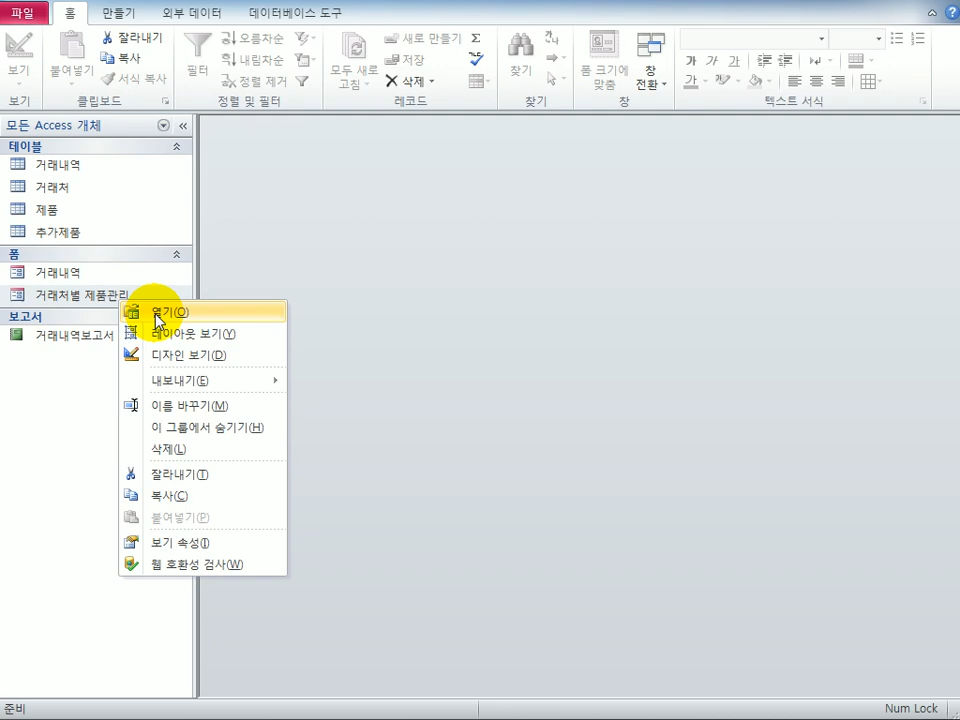 파일 홈 만들기 외부 데이터 데이터베이스 도구
보기
보기
붙여넣기
잘라내기
복사
서식 복사
클립보드
필터
오름차순
내림차순
정렬 제거
정렬 및 필터
모두 새로
고침
새로 만들기
저장
삭제
레코드
찾기
찾기
폼 크기에
맞춤
창
전환
창
가 가 가
가
텍스트 서식
모든 Access 개체
테이블
거래내역
거래처
제품
추가제품
폼
거래내역
거래처별 제품관리
보고서
거래내역보고서
열기(O)
레이아웃 보기(Y)
디자인 보기(D)
내보내기(E)
이름 바꾸기(M)
이 그룹에서 숨기기(H)
삭제(L)
잘라내기(T)
복사(C)
붙여넣기(P)
보기 속성(I)
웹 호환성 검사(W)
준비
Num Lock